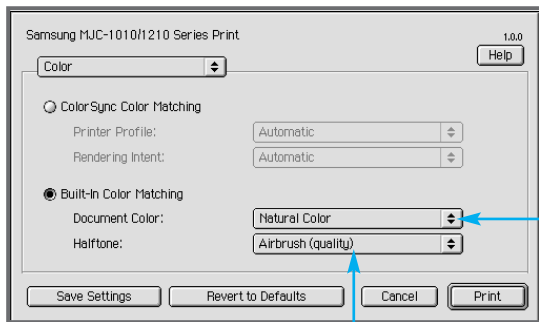 Samsung MJC-1010/1210 Series Print
1.0.0
Help
Color
ColorSync Color Matching
Printer Profile: Automatic
Rendering Intent: Automatic
Built-In Color Matching
Document Color: Natural Color
Halftone: Airbrush (quality)
Save Settings Revert to Defaults Cancel Print